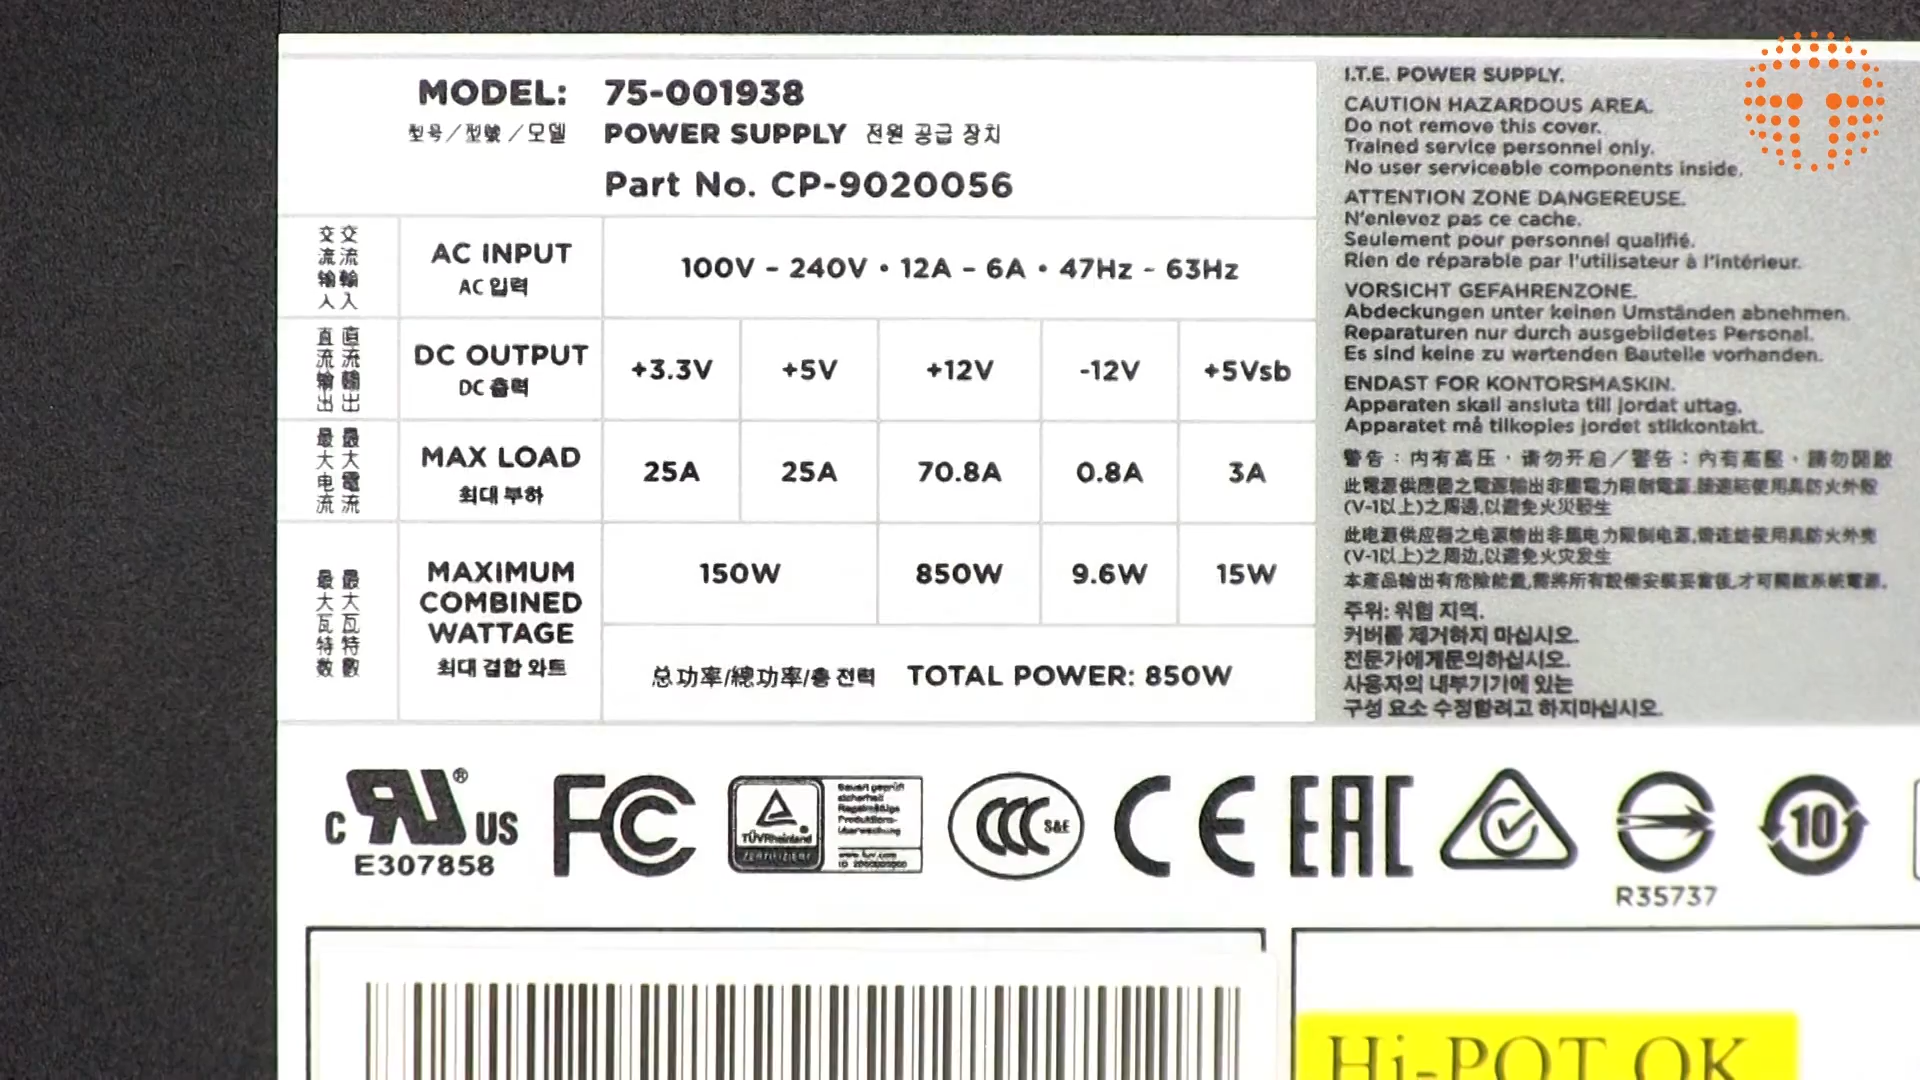 MODEL: 75-001938
型号／型號／모델 POWER SUPPLY 전원 공급 장치
Part No. CP-9020056
交流输入 交流輸入 AC INPUT 100V - 240V • 12A - 6A • 47Hz - 63Hz
AC 입력
直流输出 直流輸出 DC OUTPUT +3.3V +5V +12V -12V +5Vsb
DC 출력
最大电流 最大電流 MAX LOAD 25A 25A 70.8A 0.8A 3A
최대 부하
最大瓦特数 最大瓦特數 MAXIMUM COMBINED WATTAGE 150W 850W 9.6W 15W
최대 결합 와트 总功率/總功率/총 전력 TOTAL POWER: 850W
I.T.E. POWER SUPPLY.
CAUTION HAZARDOUS AREA.
Do not remove this cover.
Trained service personnel only.
No user serviceable components inside.
ATTENTION ZONE DANGEREUSE.
N'enlevez pas ce cache.
Seulement pour personnel qualifié.
Rien de réparable par l'utilisateur à l'intérieur.
VORSICHT GEFAHRENZONE.
Abdeckungen unter keinen Umständen abnehmen.
Reparaturen nur durch ausgebildetes Personal.
Es sind keine zu wartenden Bauteile vorhanden.
ENDAST FOR KONTORSMASKIN.
Apparaten skall ansluta till jordat uttag.
Apparatet må tilkopies jordet stikkontakt.
警告：内有高压，请勿开启／警告：內有高壓，請勿開啟
此電源供應器之電源輸出非屬電力限制電源,請連結使用具防火外殼
(V-1以上)之周邊,以避免火災發生
此电源供应器之电源输出非属电力限制电源,需连结使用具防火外壳
(V-1以上)之周边,以避免火灾发生
本產品輸出有危險能量,需將所有設備安裝妥當後,才可開啟系統電源.
주위: 위험 지역.
커버를 제거하지 마십시오.
전문가에게문의하십시오.
사용자의 내부기기에 있는
구성 요소 수정할려고 하지마십시오.
C RU ® US
E307858
FC
TÜVRheinland
ZERTIFIZIERT
Bauart geprüft
Sicherheit
Regelmäßige
Produktions-
überwachung
www.tuv.com
CCC S&E
CE
EAC
10
R35737
Hi-POT OK